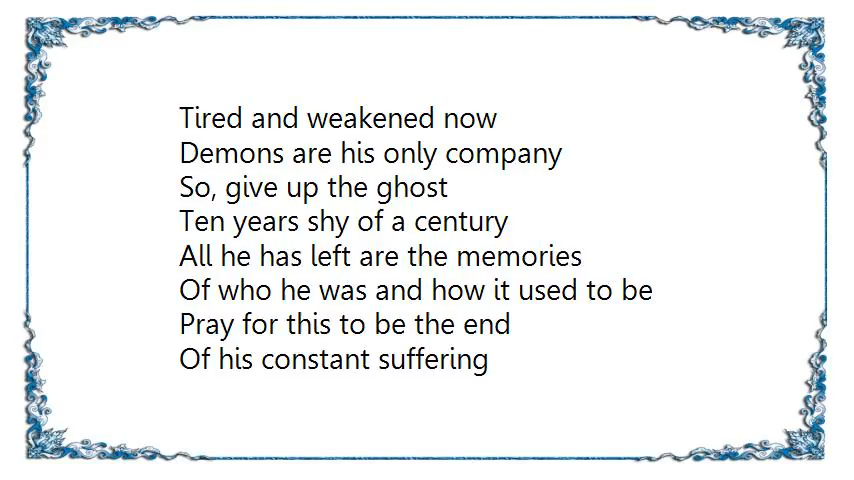 Tired and weakened now
Demons are his only company
So, give up the ghost
Ten years shy of a century
All he has left are the memories
Of who he was and how it used to be
Pray for this to be the end
Of his constant suffering